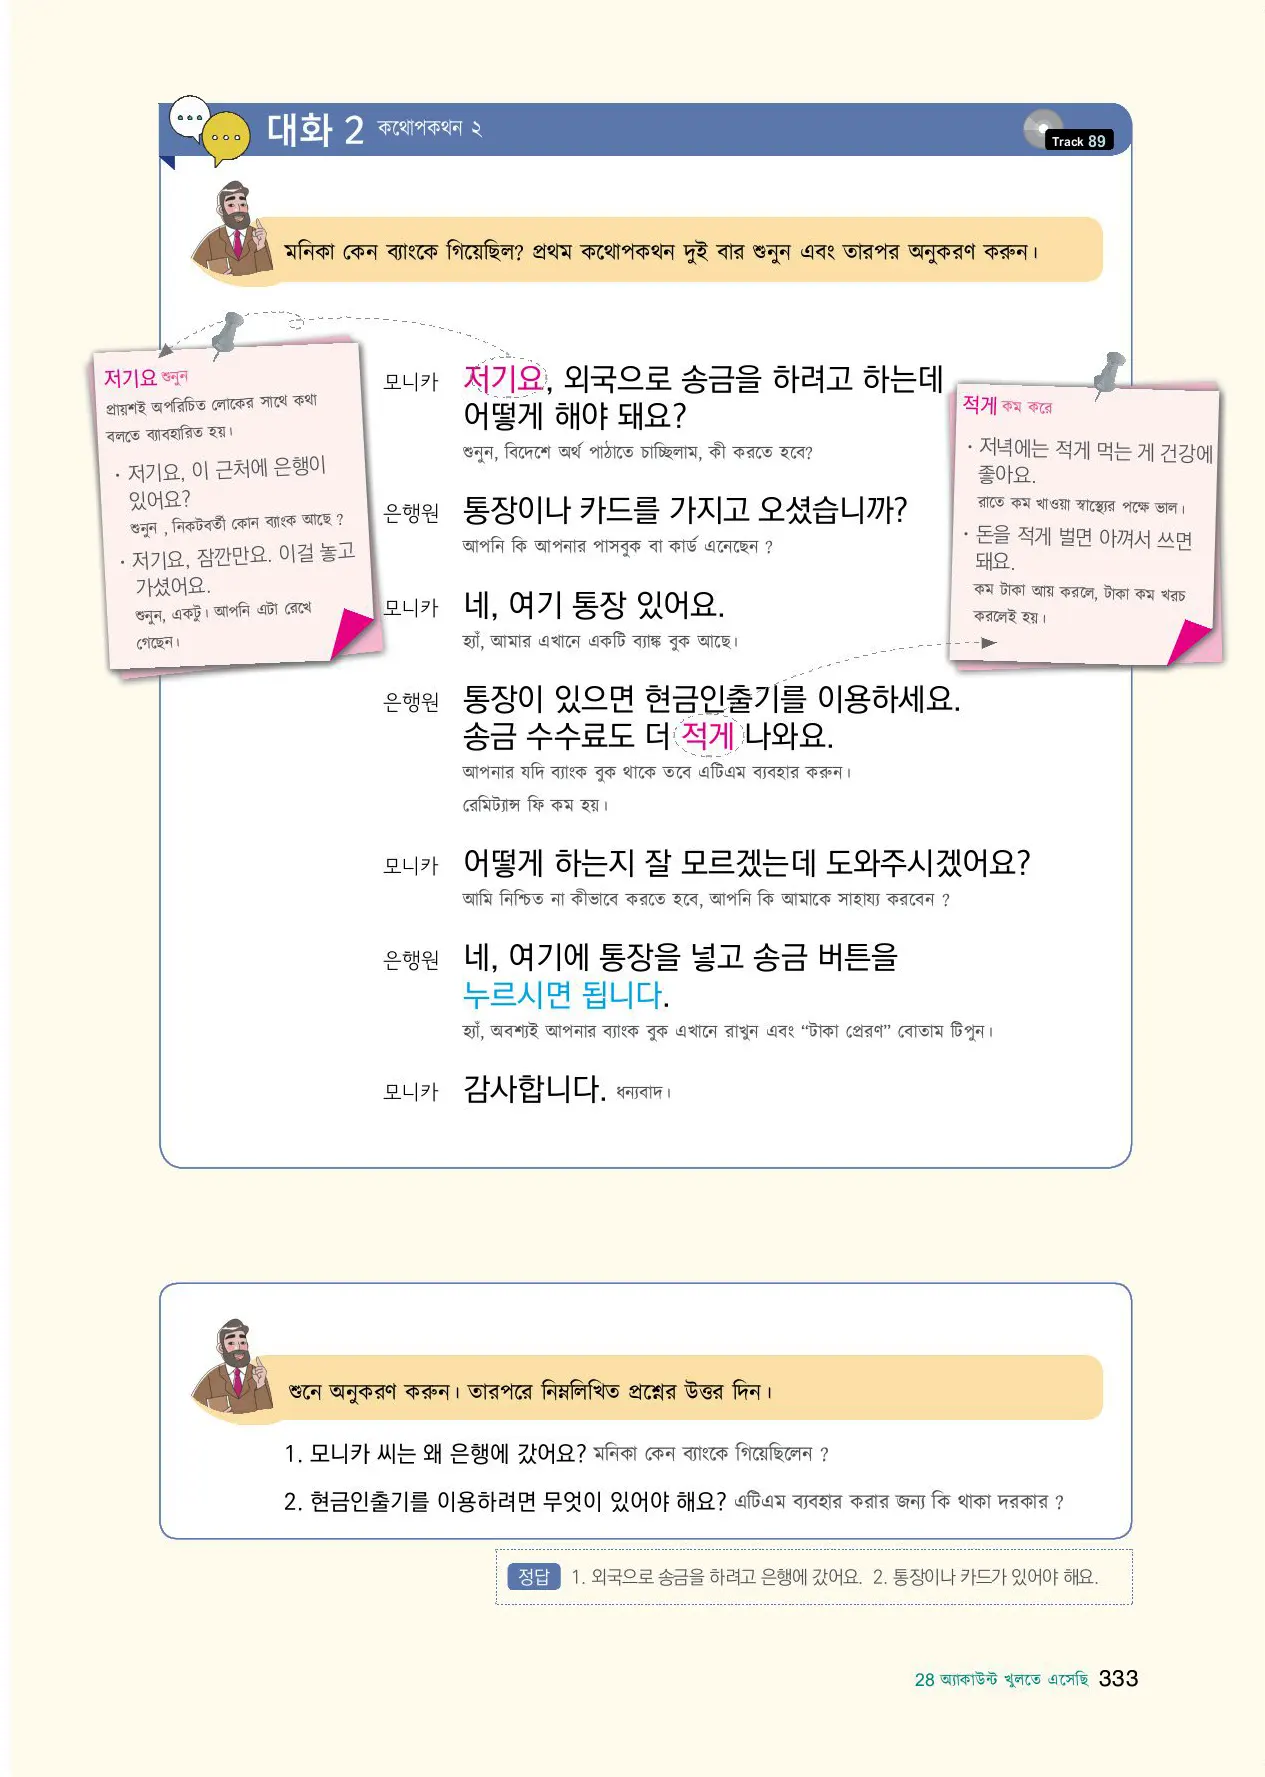 대화 2 কথোপকথন ২
Track 89
মনিকা কেন ব্যাংকে গিয়েছিল? প্রথম কথোপকথন দুই বার শুনুন এবং তারপর অনুকরণ করুন।
저기요 শুনুন
প্রায়শই অপরিচিত লোকের সাথে কথা
বলতে ব্যাবহারিত হয়।
· 저기요, 이 근처에 은행이
있어요?
শুনুন , নিকটবর্তী কোন ব্যাংক আছে ?
· 저기요, 잠깐만요. 이걸 놓고
가셨어요.
শুনুন, একটু। আপনি এটা রেখে
গেছেন।
모니카 저기요, 외국으로 송금을 하려고 하는데
어떻게 해야 돼요?
শুনুন, বিদেশে অর্থ পাঠাতে চাচ্ছিলাম, কী করতে হবে?
은행원 통장이나 카드를 가지고 오셨습니까?
আপনি কি আপনার পাসবুক বা কার্ড এনেছেন ?
모니카 네, 여기 통장 있어요.
হ্যাঁ, আমার এখানে একটি ব্যাঙ্ক বুক আছে।
은행원 통장이 있으면 현금인출기를 이용하세요.
송금 수수료도 더 적게 나와요.
আপনার যদি ব্যাংক বুক থাকে তবে এটিএম ব্যবহার করুন।
রেমিট্যান্স ফি কম হয়।
모니카 어떻게 하는지 잘 모르겠는데 도와주시겠어요?
আমি নিশ্চিত না কীভাবে করতে হবে, আপনি কি আমাকে সাহায্য করবেন ?
은행원 네, 여기에 통장을 넣고 송금 버튼을
누르시면 됩니다.
হ্যাঁ, অবশ্যই আপনার ব্যাংক বুক এখানে রাখুন এবং “টাকা প্রেরণ” বোতাম টিপুন।
모니카 감사합니다. ধন্যবাদ।
적게 কম করে
· 저녁에는 적게 먹는 게 건강에
좋아요.
রাতে কম খাওয়া স্বাস্থ্যের পক্ষে ভাল।
· 돈을 적게 벌면 아껴서 쓰면
돼요.
কম টাকা আয় করলে, টাকা কম খরচ
করলেই হয়।
শুনে অনুকরণ করুন। তারপরে নিম্নলিখিত প্রশ্নের উত্তর দিন।
1. 모니카 씨는 왜 은행에 갔어요? মনিকা কেন ব্যাংকে গিয়েছিলেন ?
2. 현금인출기를 이용하려면 무엇이 있어야 해요? এটিএম ব্যবহার করার জন্য কি থাকা দরকার ?
정답 1. 외국으로 송금을 하려고 은행에 갔어요. 2. 통장이나 카드가 있어야 해요.
28 অ্যাকাউন্ট খুলতে এসেছি 333